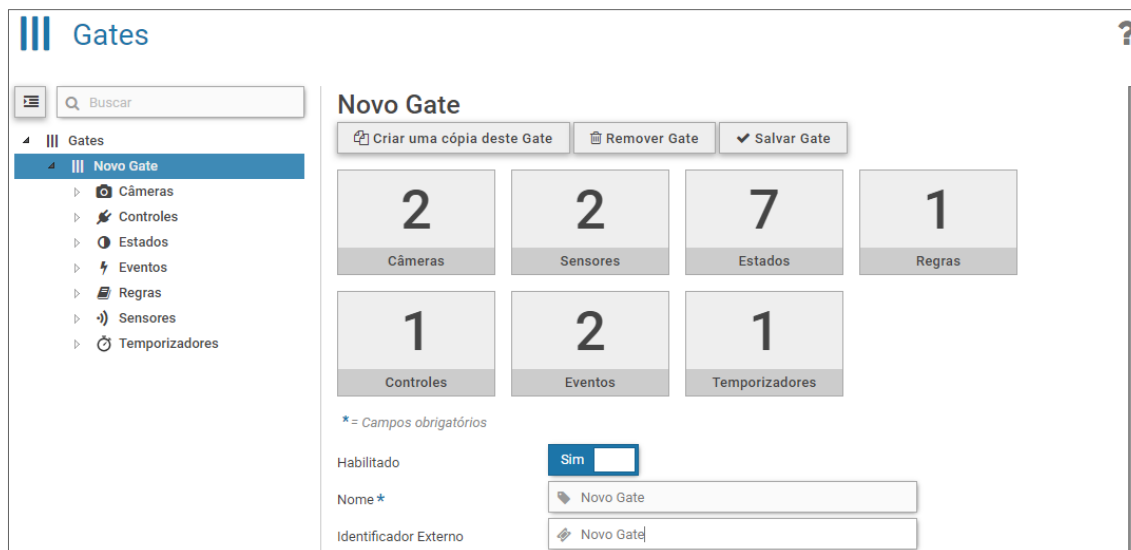 Gates
?
Buscar
Gates
Novo Gate
Câmeras
Controles
Estados
Eventos
Regras
Sensores
Temporizadores
Novo Gate
Criar uma cópia deste Gate Remover Gate Salvar Gate
2 2 7 1
Câmeras Sensores Estados Regras
1 2 1
Controles Eventos Temporizadores
*= Campos obrigatórios
Habilitado Sim
Nome* Novo Gate
Identificador Externo Novo Gate